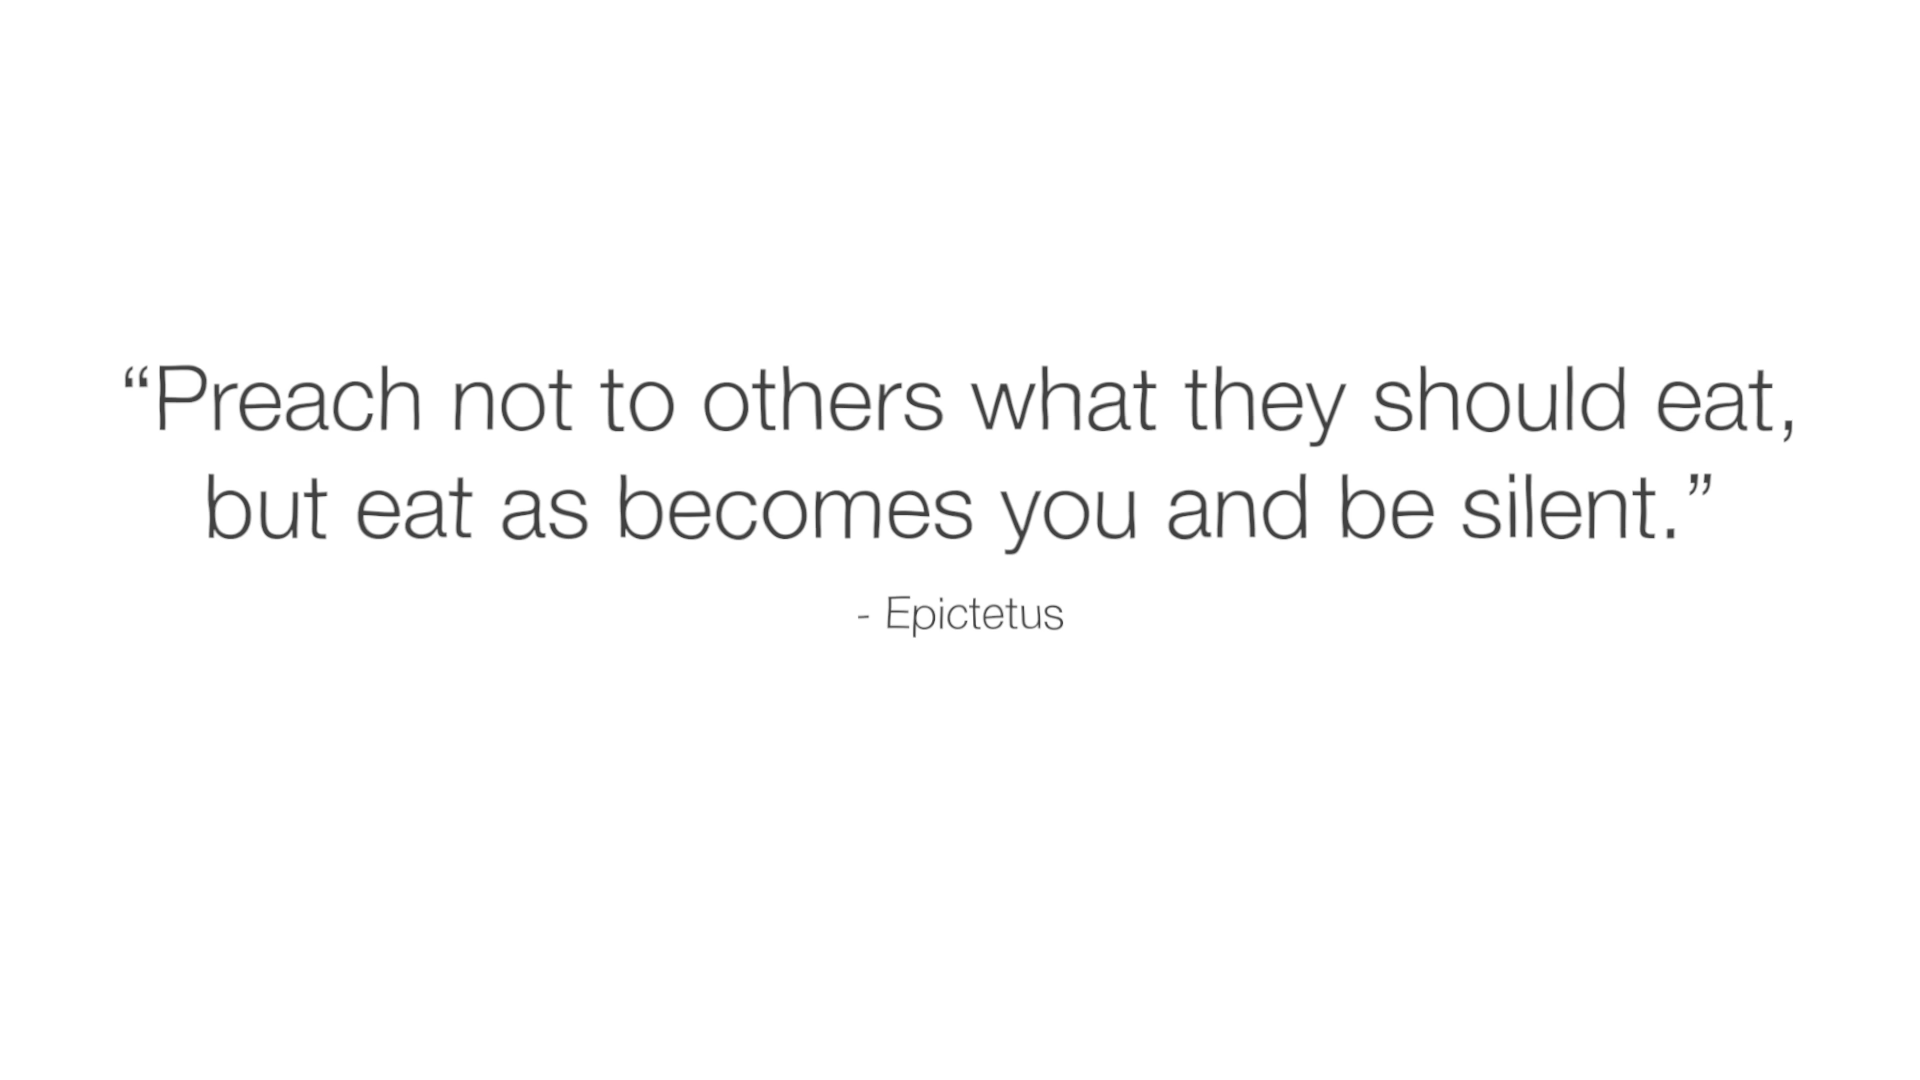 “Preach not to others what they should eat,
but eat as becomes you and be silent.”
- Epictetus